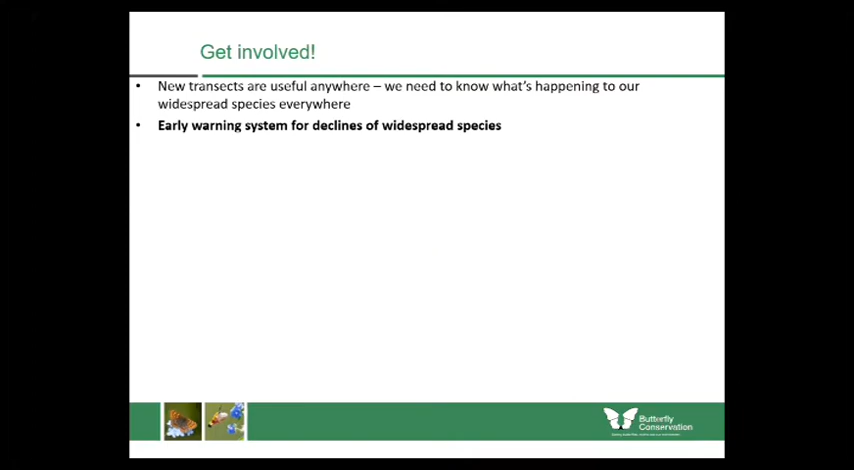 Get involved!
• New transects are useful anywhere – we need to know what's happening to our
widespread species everywhere
• Early warning system for declines of widespread species
Butterfly
Conservation